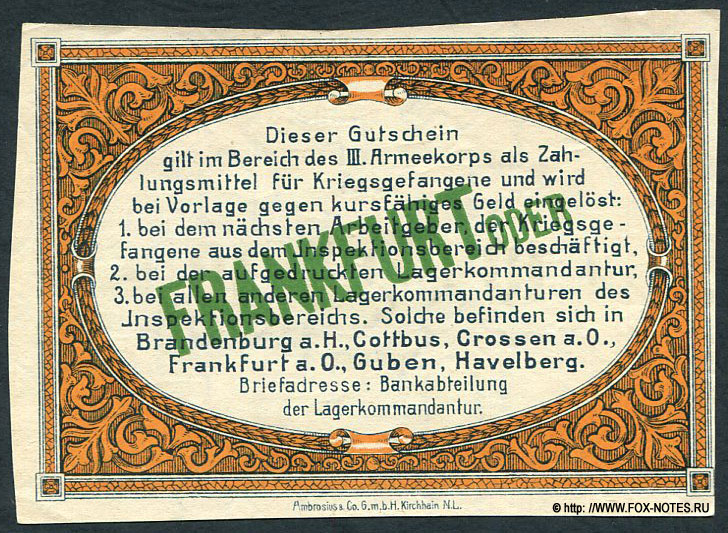 Dieser Gutschein
gilt im Bereich des III. Armeekorps als Zah-
lungsmittel für Kriegsgefangene und wird
bei Vorlage gegen kursfähiges Geld eingelöst:
1. bei dem nächsten Arbeitgeber, der Kriegsge-
fangene aus dem Inspektionsbereich beschäftigt,
2. bei der aufgedruckten Lagerkommandantur,
3. bei allen anderen Lagerkommandanturen des
Inspektionsbereichs. Solche befinden sich in
Brandenburg a.H., Cottbus, Crossen a.O.,
Frankfurt a.O., Guben, Havelberg.
Briefadresse: Bankabteilung
der Lagerkommandantur.
FRANKFURT ODER
Ambrosius & Co. G.m.b.H. Kirchhain N.L.
© http: //WWW.FOX-NOTES.RU